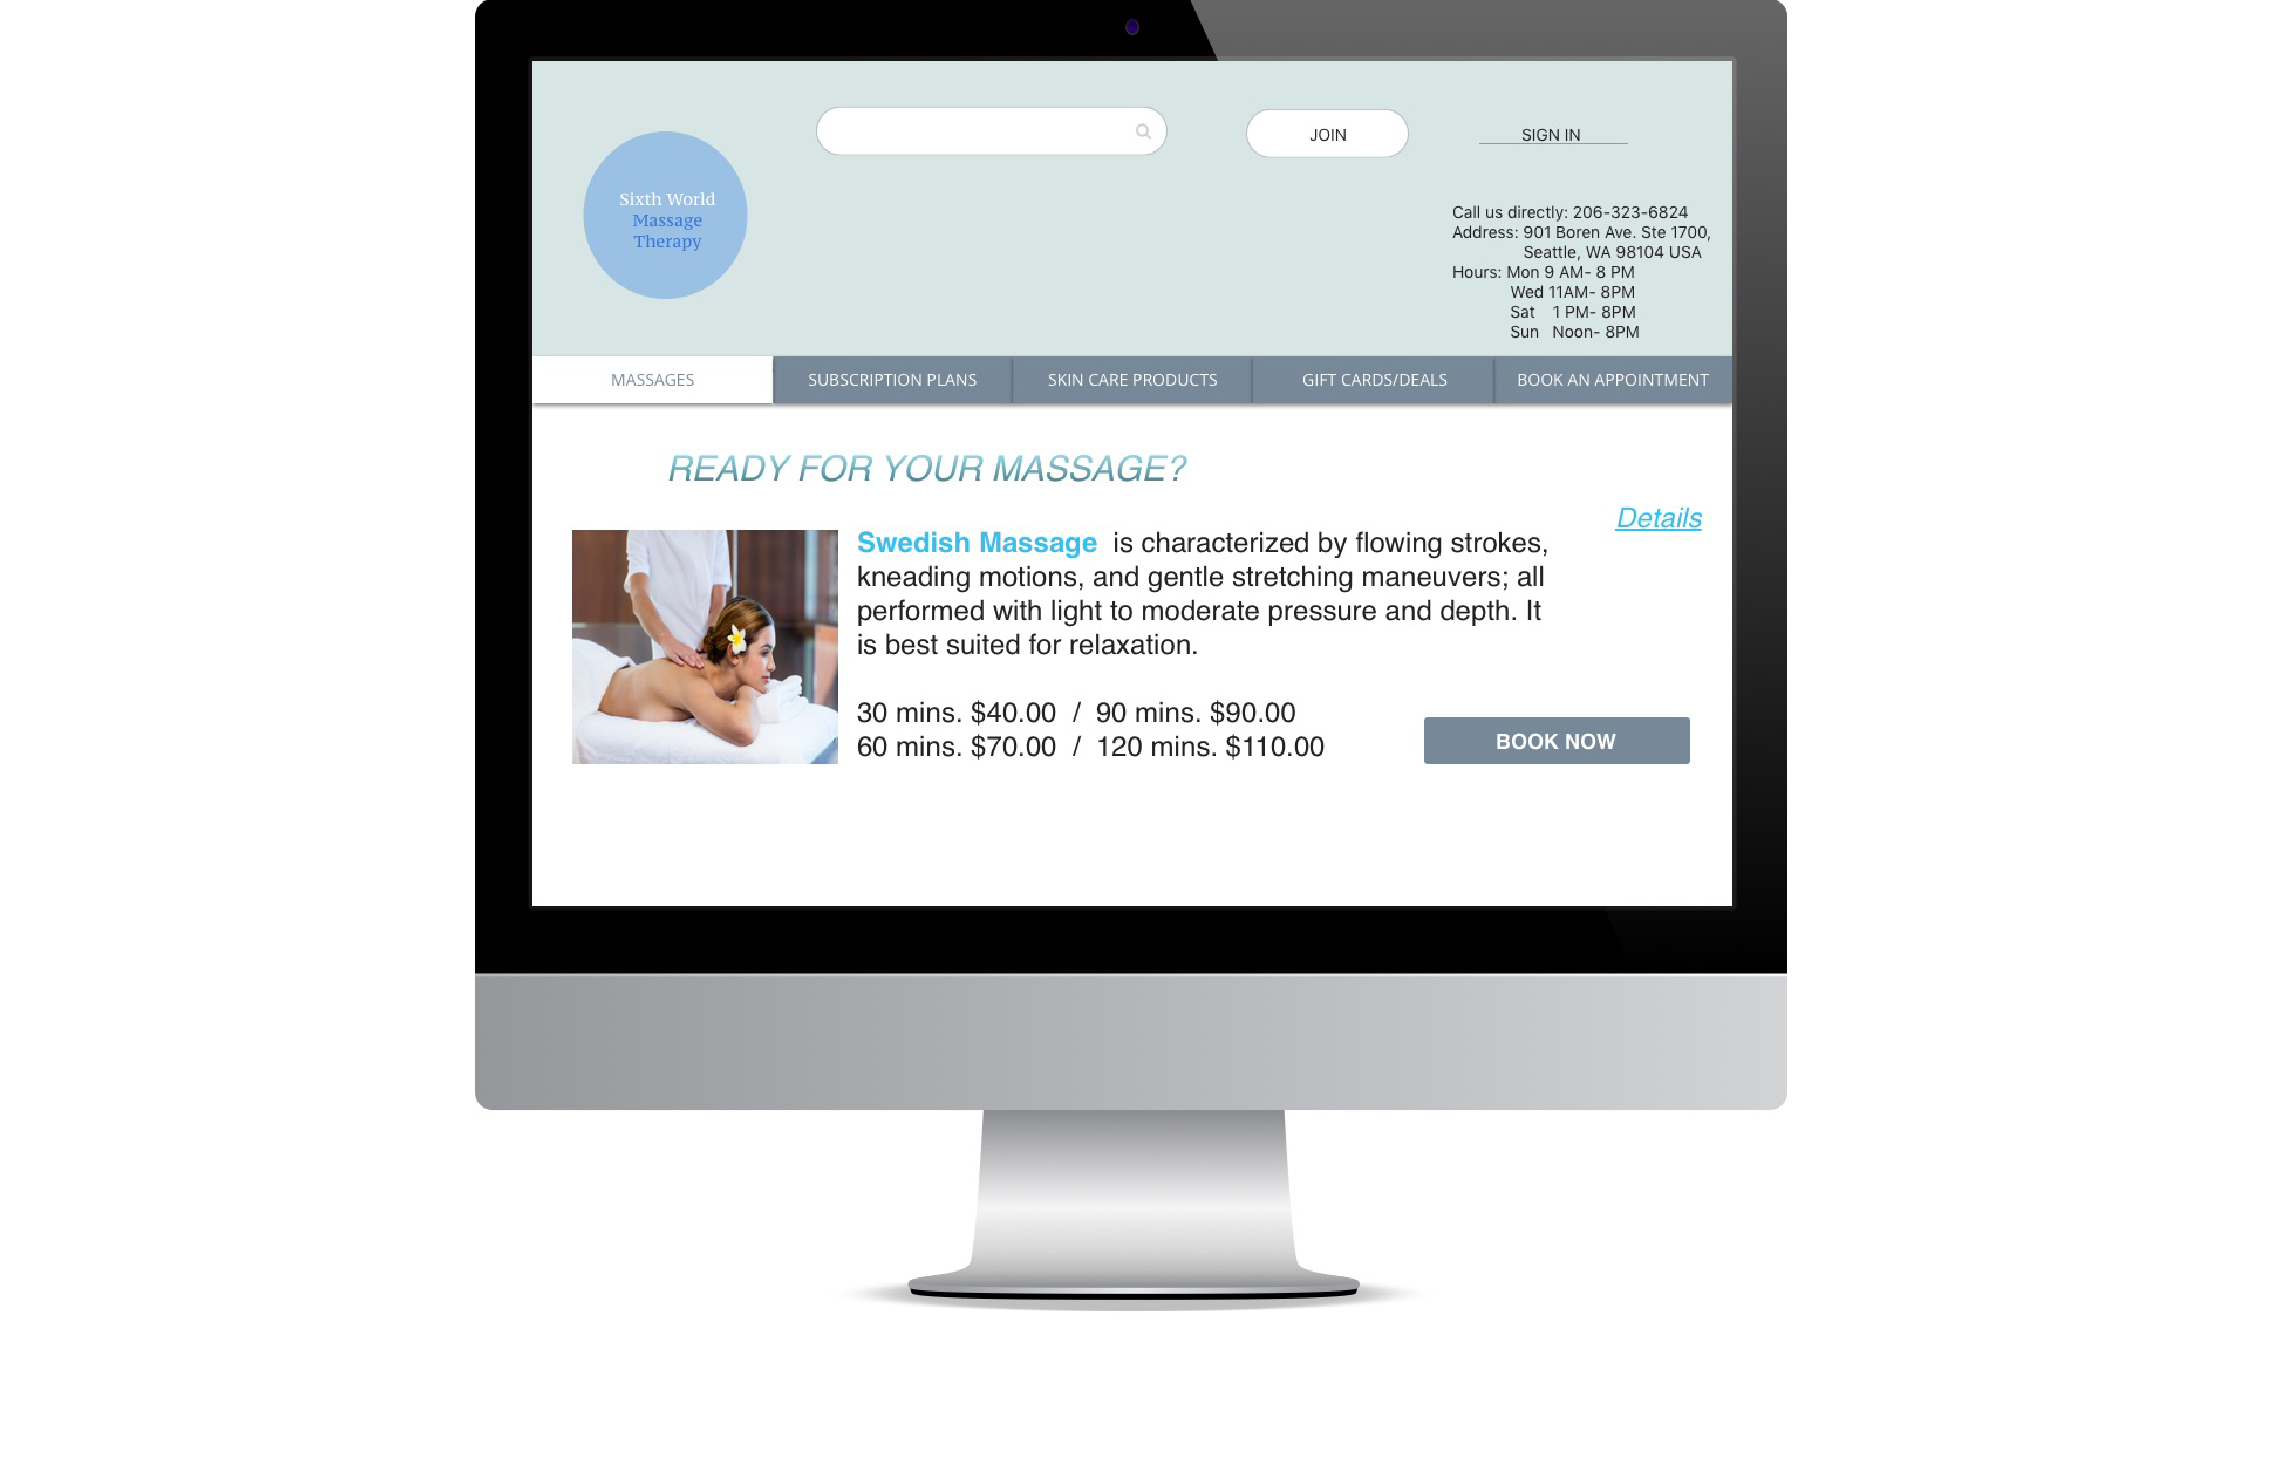 JOIN
SIGN IN
Sixth World
Massage
Therapy
Call us directly: 206-323-6824
Address: 901 Boren Ave. Ste 1700,
Seattle, WA 98104 USA
Hours: Mon 9 AM- 8 PM
Wed 11AM- 8PM
Sat 1 PM- 8PM
Sun Noon- 8PM
MASSAGES
SUBSCRIPTION PLANS
SKIN CARE PRODUCTS
GIFT CARDS/DEALS
BOOK AN APPOINTMENT
READY FOR YOUR MASSAGE?
Details
Swedish Massage is characterized by flowing strokes,
kneading motions, and gentle stretching maneuvers; all
performed with light to moderate pressure and depth. It
is best suited for relaxation.
30 mins. $40.00 / 90 mins. $90.00
60 mins. $70.00 / 120 mins. $110.00
BOOK NOW